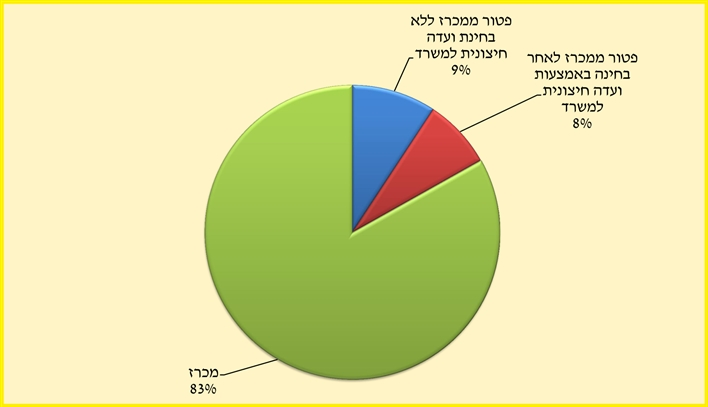 פטור ממכרז ללא
בחינת ועדה
חיצונית למשרד
9%
פטור ממכרז לאחר
בחינה באמצעות
ועדה חיצונית
למשרד
8%
מכרז
83%